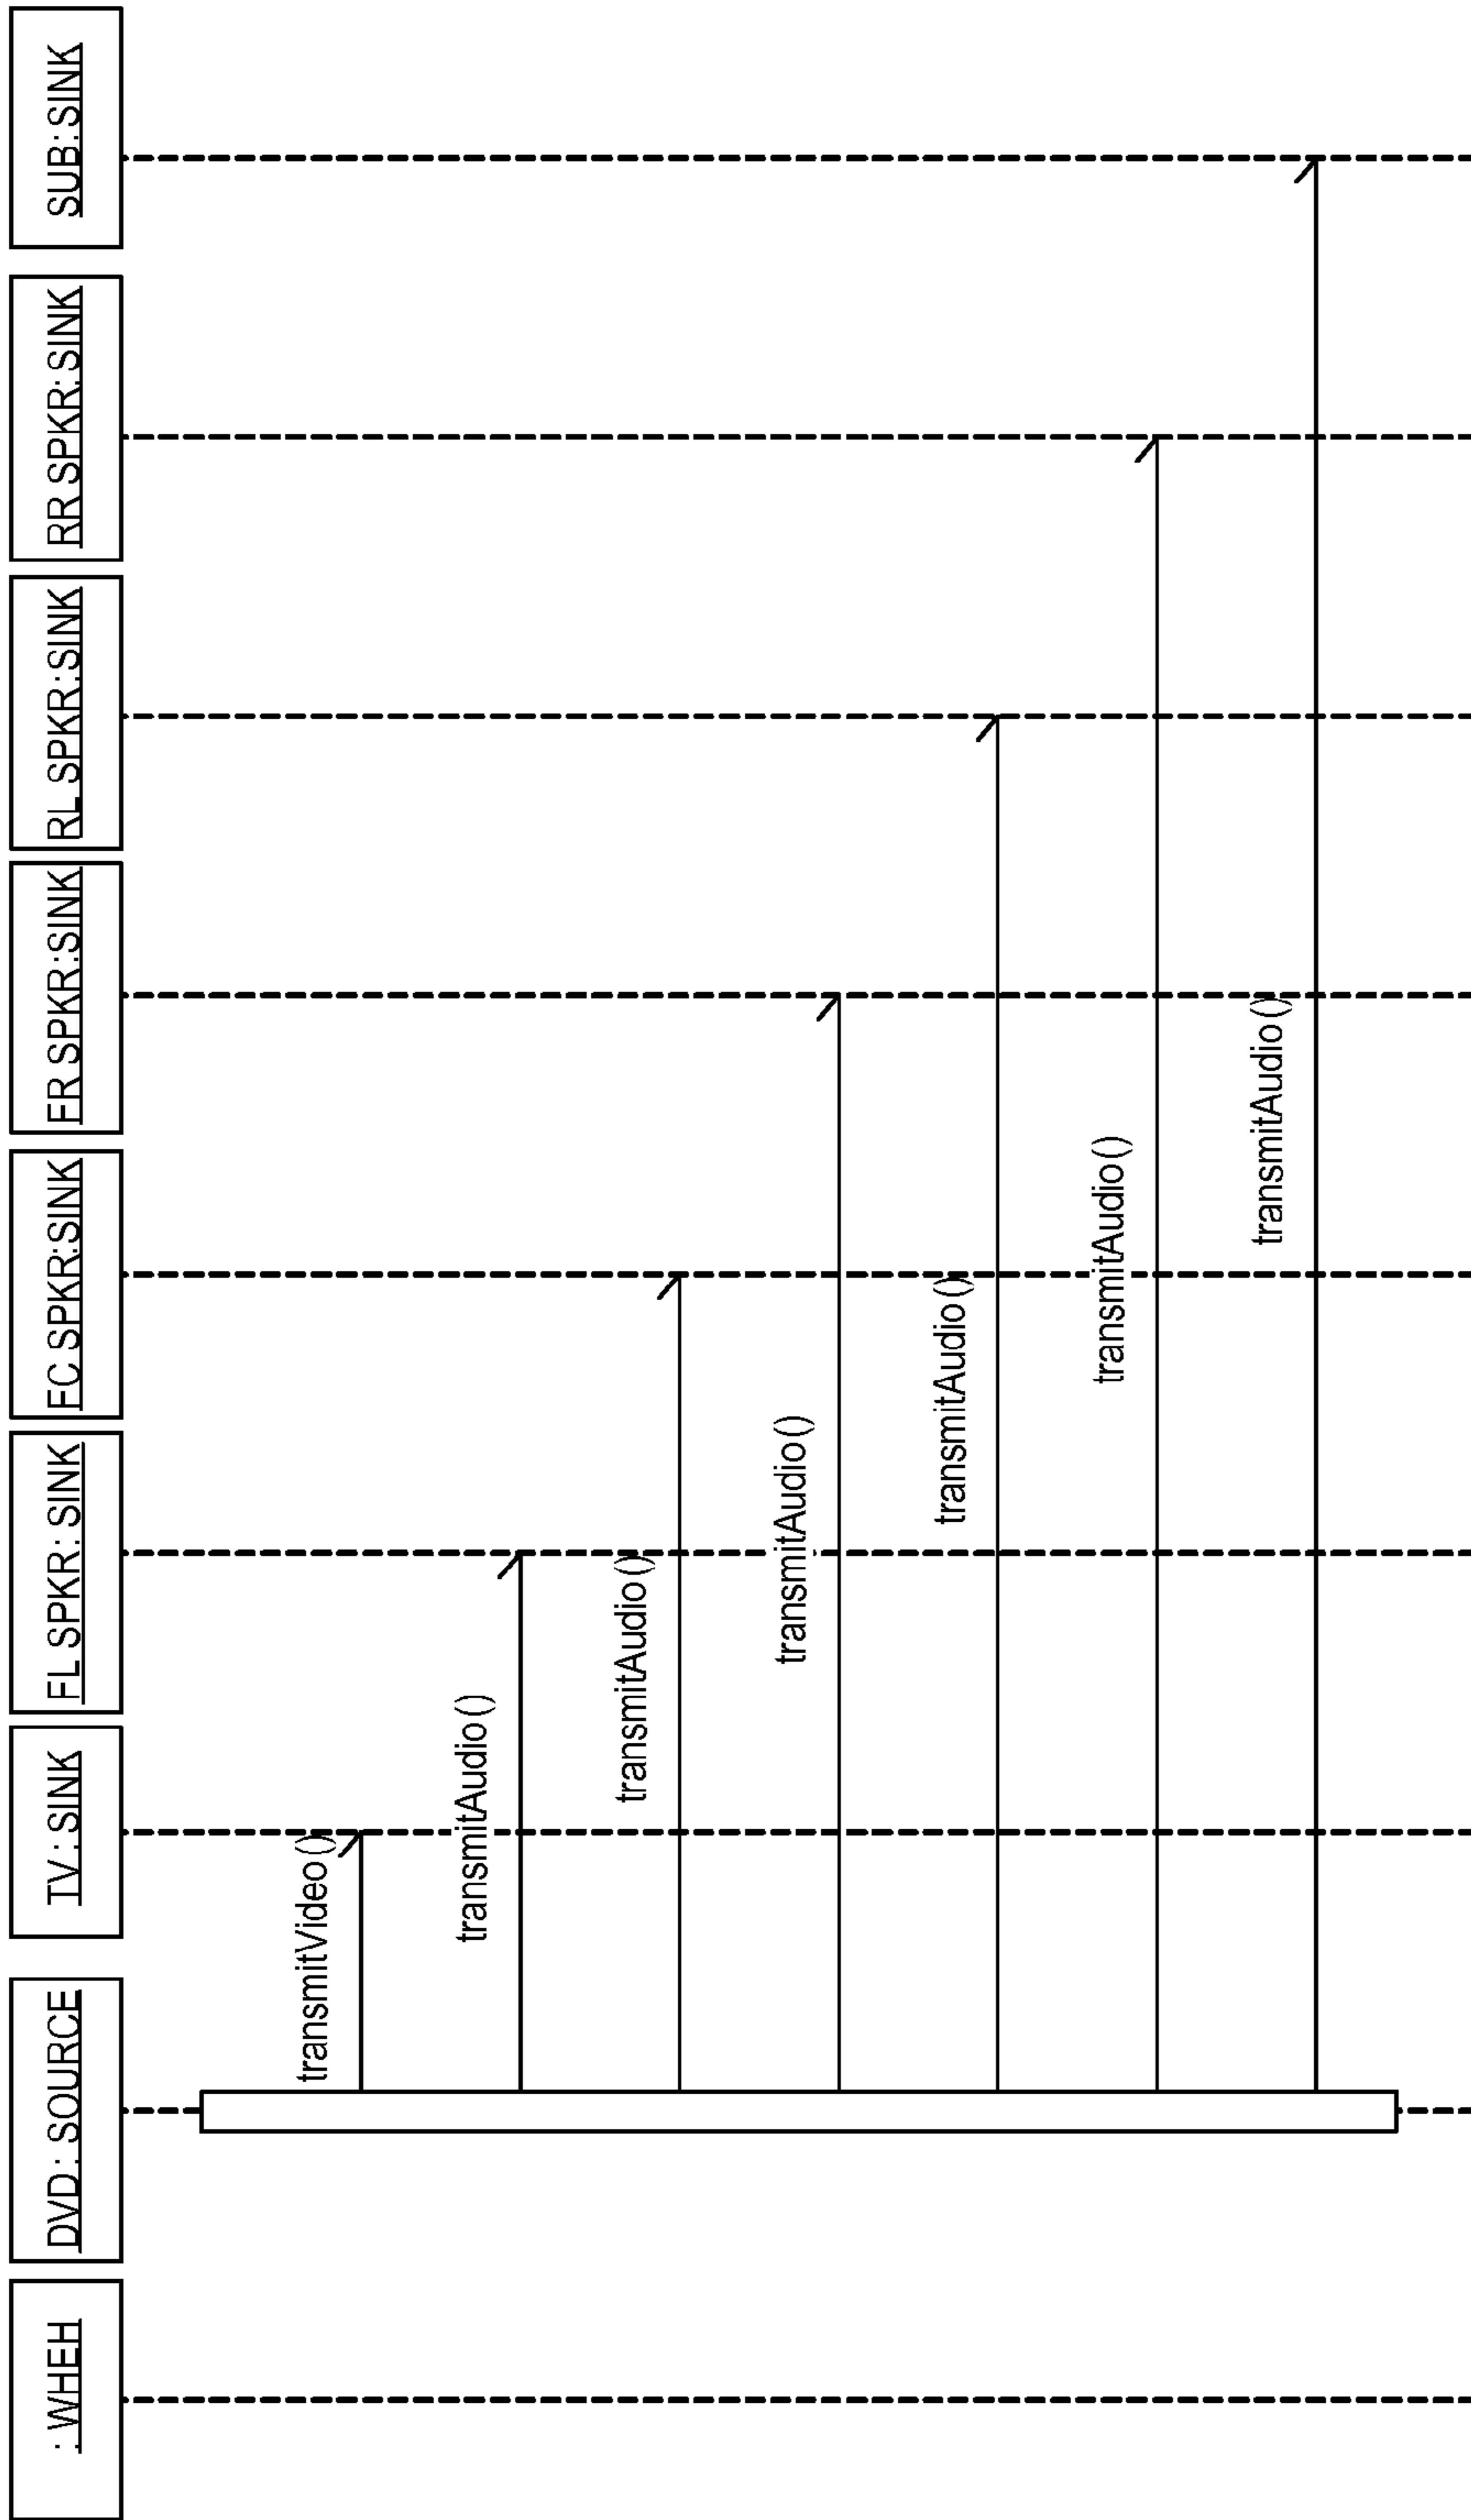 : WHEH
DVD: SOURCE
TV: SINK
FL SPKR: SINK
FC SPKR:SINK
FR SPKR:SINK
RL SPKR:SINK
RR SPKR:SINK
SUB:SINK
transmitVideo()
transmitAudio()
transmitAudio()
transmitAudio()
transmitAudio()
transmitAudio()
transmitAudio()